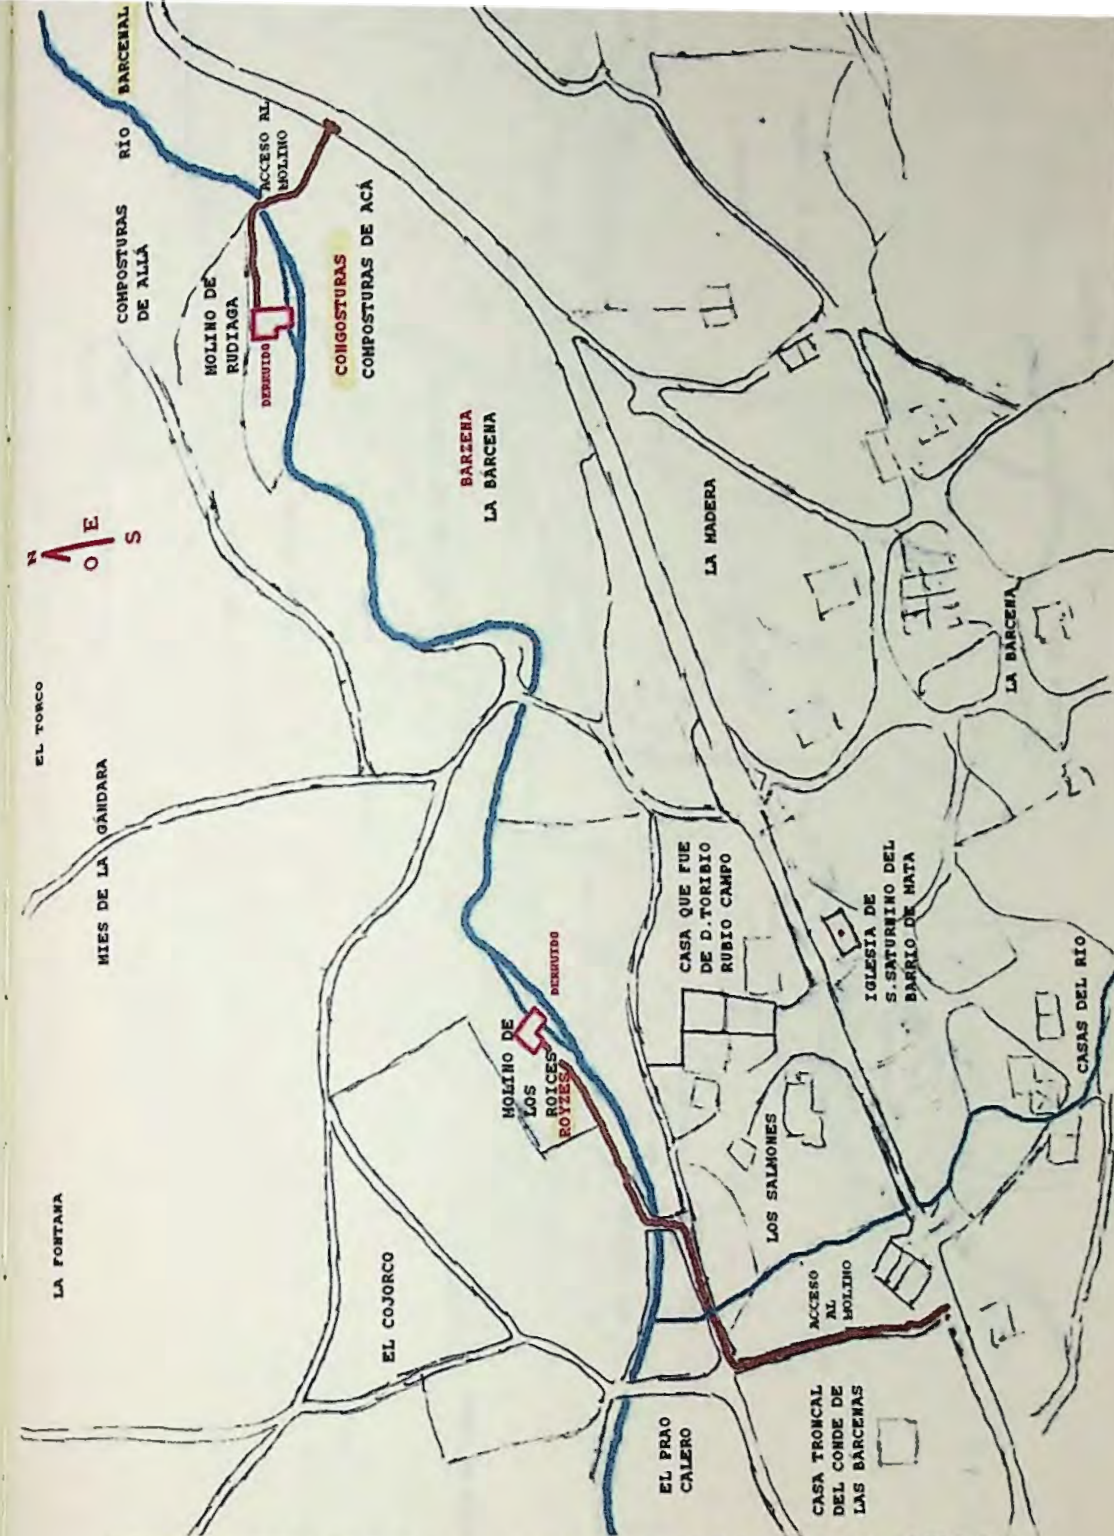 EL TORCO
LA FONTANA
N
O E
S
MIES DE LA GÁNDARA
RÍO BARCENAL
COMPOSTURAS
DE ALLÁ
MOLINO DE
RUDIAGA
DERRUIDO
ACCESO AL
MOLINO
CONGOSTURAS
COMPOSTURAS DE ACÁ
EL COJORCO
BARZENA
LA BÁRCENA
MOLINO DE
LOS
ROICES
ROYZES
DERRUIDO
EL PRAO
CALERO
CASA QUE FUE
DE D.TORIBIO
RUBIO CAMPO
LA MADERA
LOS SALMONES
ACCESO
AL
MOLINO
CASA TRONCAL
DEL CONDE DE
LAS BÁRCENAS
IGLESIA DE
S.SATURNINO DEL
BARRIO DE MATA
LA BÁRCENA
CASAS DEL RÍO